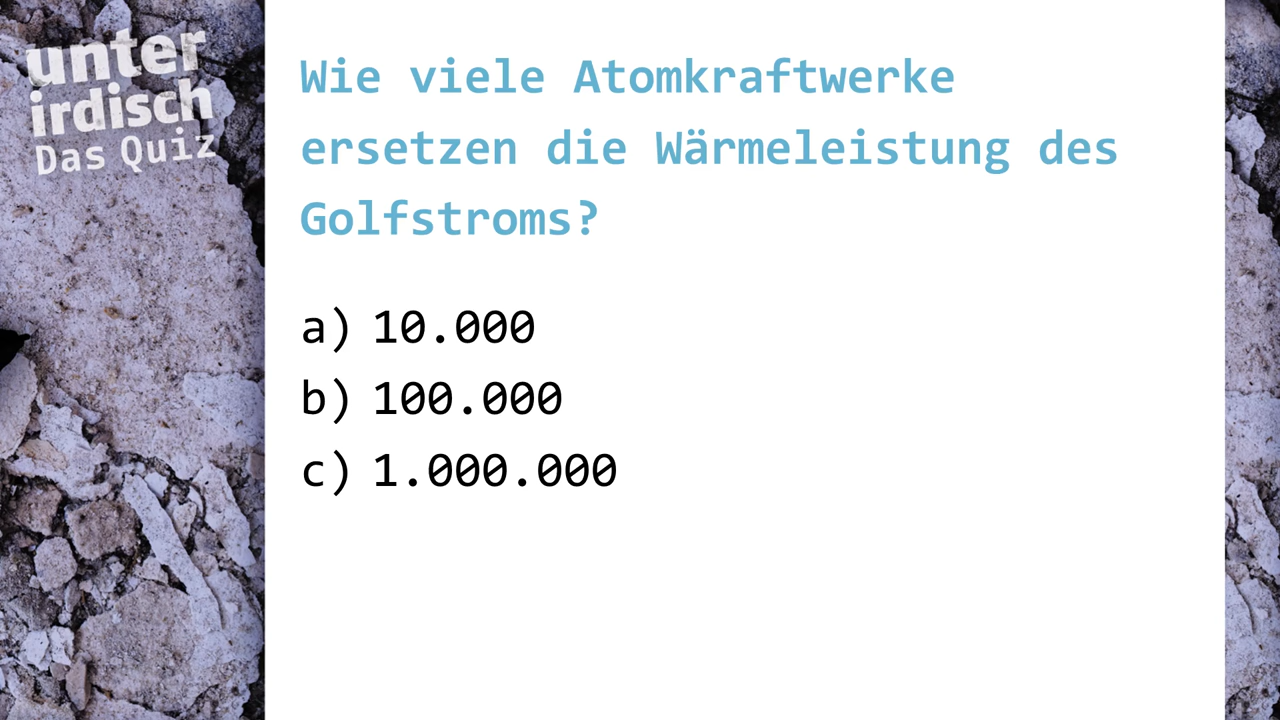 unter
irdisch
Das Quiz
Wie viele Atomkraftwerke
ersetzen die Wärmeleistung des
Golfstroms?
a) 10.000
b) 100.000
c) 1.000.000